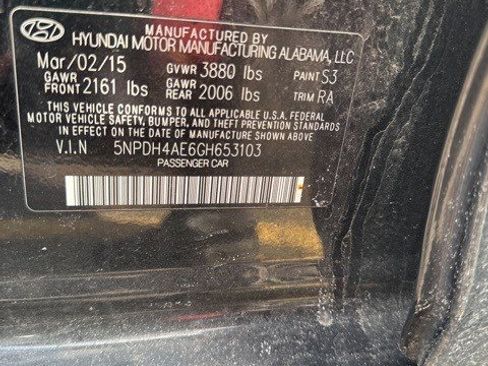 MANUFACTURED BY
HYUNDAI MOTOR MANUFACTURING ALABAMA, LLC
Mar/02/15 GVWR 3880 lbs PAINT S3
GAWR FRONT 2161 lbs GAWR REAR 2006 lbs TRIM RA
THIS VEHICLE CONFORMS TO ALL APPLICABLE U.S.A. FEDERAL
MOTOR VEHICLE SAFETY, BUMPER, AND THEFT PREVENTION STANDARDS
IN EFFECT ON THE DATE OF MANUFACTURE SHOWN ABOVE
V.I.N 5NPDH4AE6GH653103
PASSENGER CAR